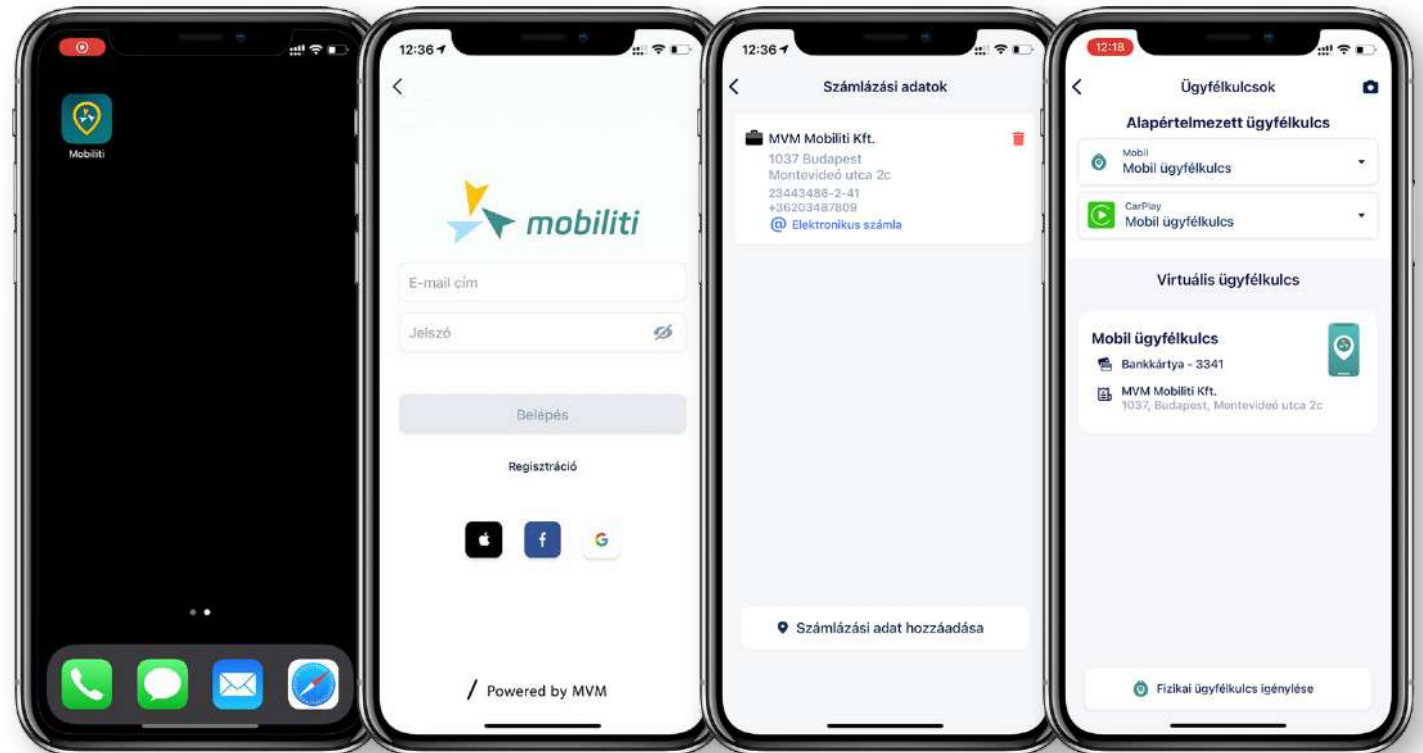 Mobiliti
12:36
mobiliti
E-mail cím
Jelszó
Belépés
Regisztráció
Powered by MVM
12:36
Számlázási adatok
MVM Mobiliti Kft.
1037 Budapest
Montevideó utca 2c
23443486-2-41
+36203487809
@ Elektronikus számla
Számlázási adat hozzáadása
12:18
Ügyfélkulcsok
Alapértelmezett ügyfélkulcs
Mobil
Mobil ügyfélkulcs
CarPlay
Mobil ügyfélkulcs
Virtuális ügyfélkulcs
Mobil ügyfélkulcs
Bankkártya - 3341
MVM Mobiliti Kft.
1037, Budapest, Montevideó utca 2c
Fizikai ügyfélkulcs igénylése